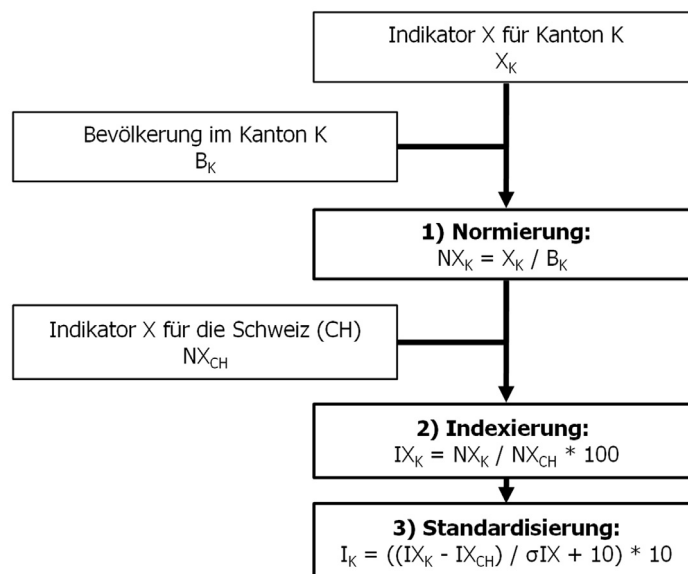 Indikator X für Kanton K
X_K
Bevölkerung im Kanton K
B_K
1) Normierung:
NX_K = X_K / B_K
Indikator X für die Schweiz (CH)
NX_CH
2) Indexierung:
IX_K = NX_K / NX_CH * 100
3) Standardisierung:
I_K = ((IX_K - IX_CH) / σIX + 10) * 10